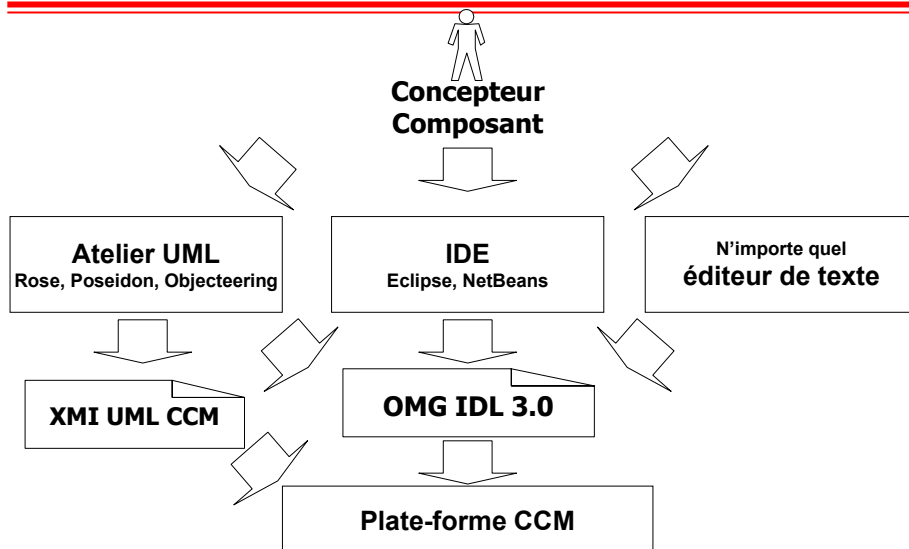 Concepteur
Composant
Atelier UML
Rose, Poseidon, Objecteering
IDE
Eclipse, NetBeans
N'importe quel
éditeur de texte
XMI UML CCM
OMG IDL 3.0
Plate-forme CCM